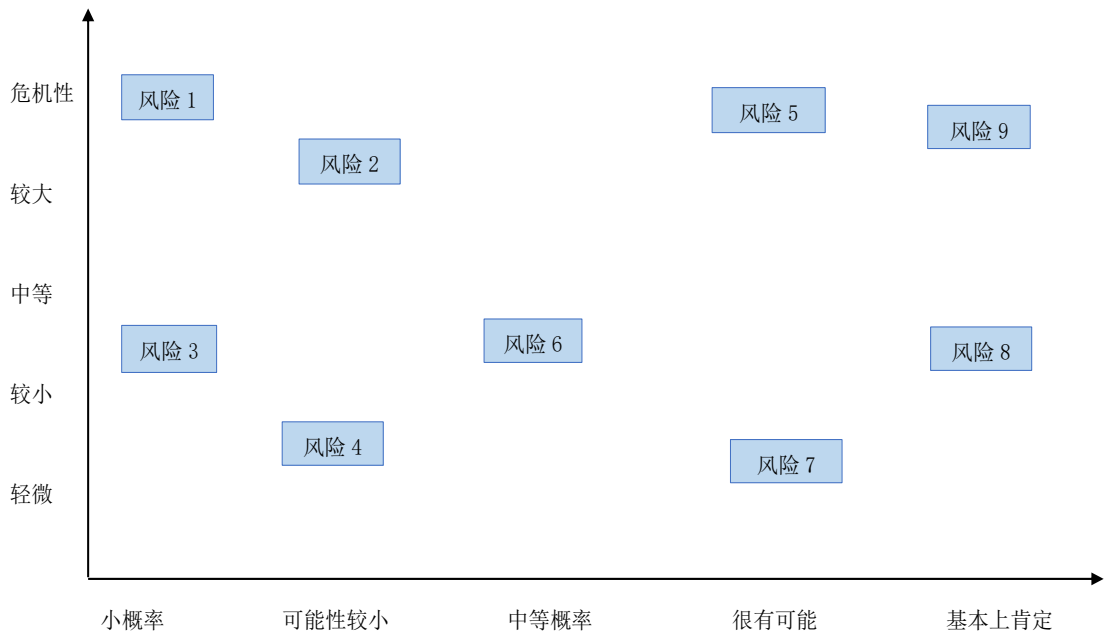 危机性
风险 1
风险 5
风险 9
风险 2
较大
中等
风险 3
风险 6
风险 8
较小
风险 4
风险 7
轻微
小概率
可能性较小
中等概率
很有可能
基本上肯定